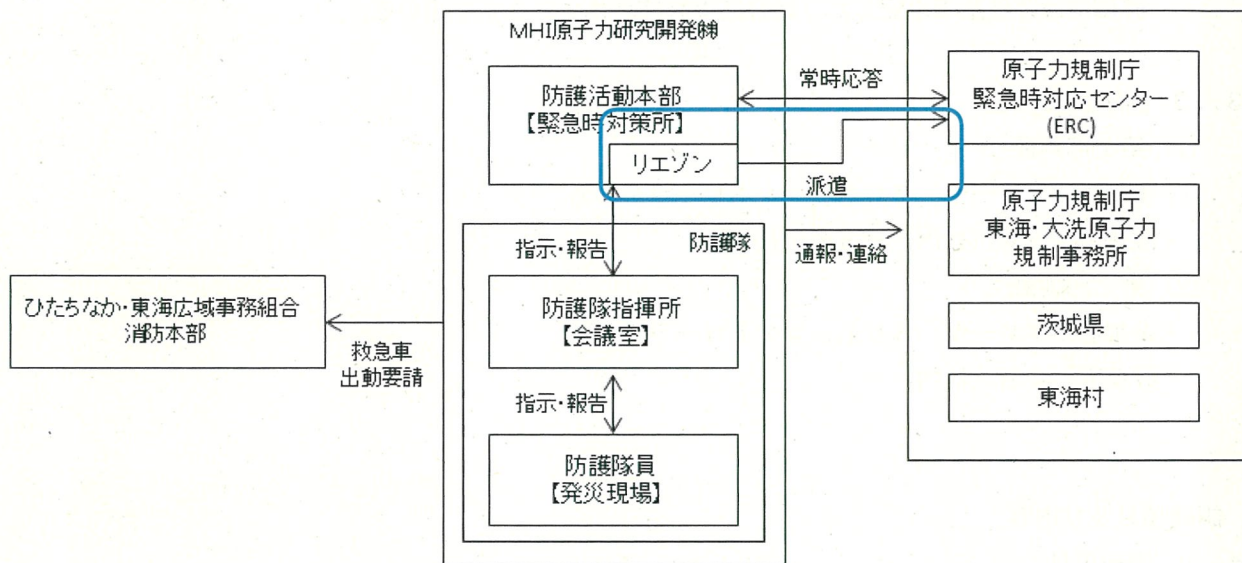 MHI原子力研究開発㈱
防護活動本部
【緊急時対策所】
リエゾン
常時応答
派遣
原子力規制庁
緊急時対応センター
(ERC)
原子力規制庁
東海・大洗原子力
規制事務所
茨城県
東海村
通報・連絡
指示・報告
防護隊
防護隊指揮所
【会議室】
指示・報告
防護隊員
【発災現場】
救急車
出動要請
ひたちなか・東海広域事務組合
消防本部